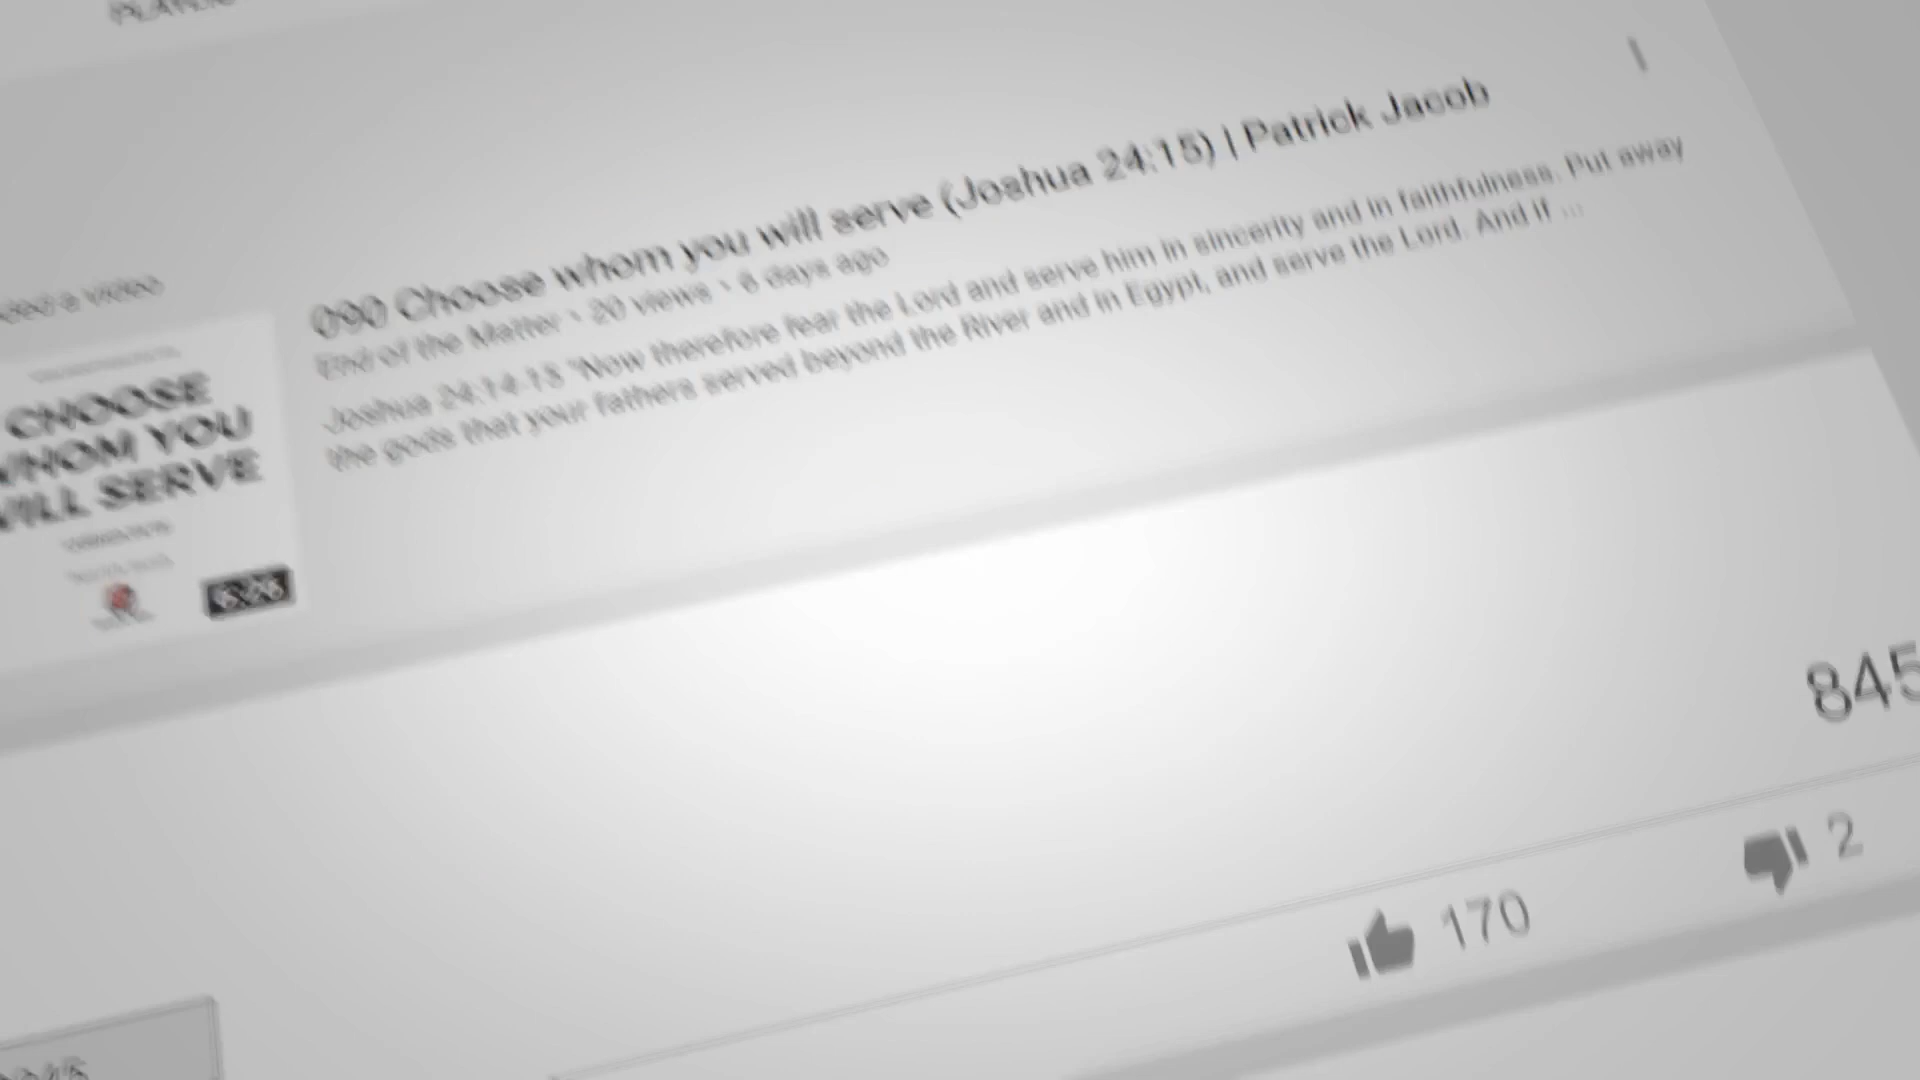 090 Choose whom you will serve (Joshua 24:15) | Patrick Jacob
End of the Matter • 20 views • 6 days ago
Joshua 24:14-15 "Now therefore fear the Lord and serve him in sincerity and in faithfulness. Put away
the gods that your fathers served beyond the River and in Egypt, and serve the Lord. And if ...
a video
CHOOSE
WHOM YOU
WILL SERVE
845
170
2